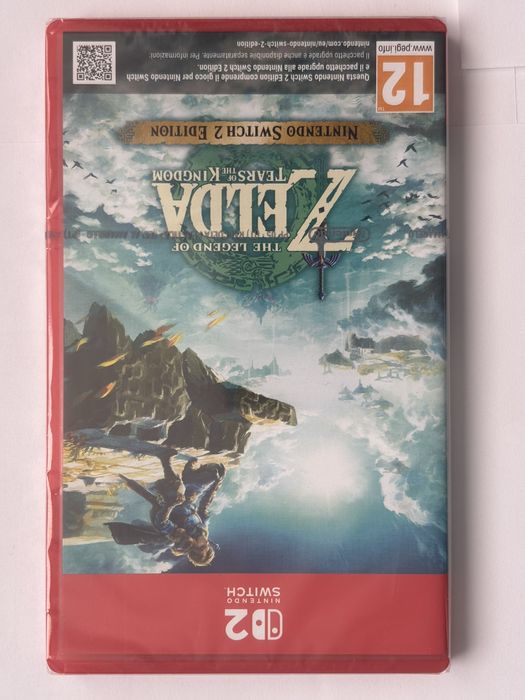 NINTENDO
SWITCH™
2
THE LEGEND OF
ZELDA
TEARS OF THE KINGDOM
NINTENDO SWITCH 2 EDITION
12
www.pegi.info
Questa Nintendo Switch 2 Edition comprende il gioco per Nintendo Switch
e il pacchetto upgrade alla Nintendo Switch 2 Edition.
Il pacchetto upgrade è anche disponibile separatamente. Per informazioni:
nintendo.com/eu/nintendo-switch-2-edition